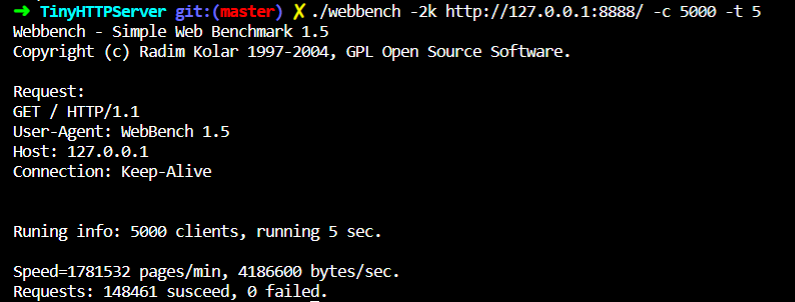 ➜ TinyHTTPServer git:(master) ✗ ./webbench -2k http://127.0.0.1:8888/ -c 5000 -t 5
Webbench - Simple Web Benchmark 1.5
Copyright (c) Radim Kolar 1997-2004, GPL Open Source Software.
Request:
GET / HTTP/1.1
User-Agent: WebBench 1.5
Host: 127.0.0.1
Connection: Keep-Alive
Runing info: 5000 clients, running 5 sec.
Speed=1781532 pages/min, 4186600 bytes/sec.
Requests: 148461 susceed, 0 failed.